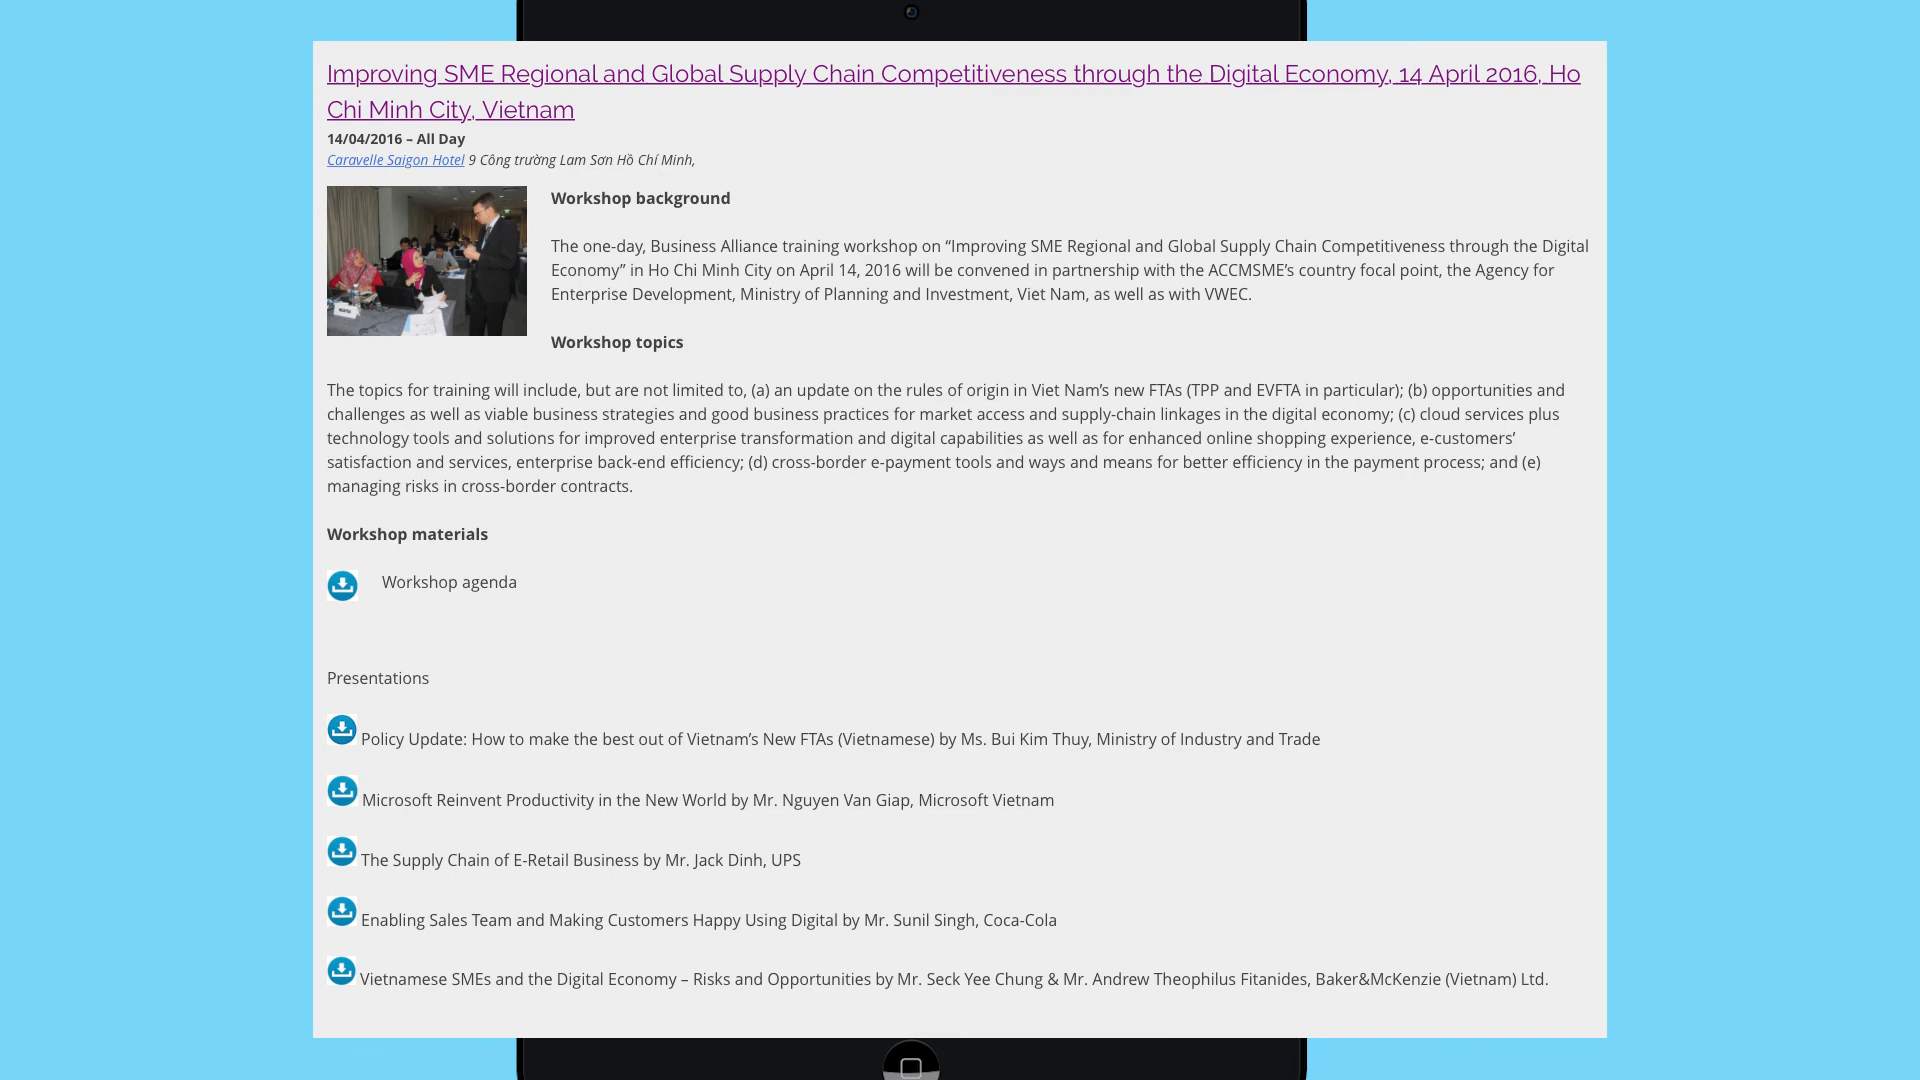 Improving SME Regional and Global Supply Chain Competitiveness through the Digital Economy, 14 April 2016, Ho
Chi Minh City, Vietnam
14/04/2016 – All Day
Caravelle Saigon Hotel 9 Công trường Lam Sơn Hồ Chí Minh,
Workshop background
The one-day, Business Alliance training workshop on “Improving SME Regional and Global Supply Chain Competitiveness through the Digital
Economy” in Ho Chi Minh City on April 14, 2016 will be convened in partnership with the ACCMSME’s country focal point, the Agency for
Enterprise Development, Ministry of Planning and Investment, Viet Nam, as well as with VWEC.
Workshop topics
The topics for training will include, but are not limited to, (a) an update on the rules of origin in Viet Nam’s new FTAs (TPP and EVFTA in particular); (b) opportunities and
challenges as well as viable business strategies and good business practices for market access and supply-chain linkages in the digital economy; (c) cloud services plus
technology tools and solutions for improved enterprise transformation and digital capabilities as well as for enhanced online shopping experience, e-customers’
satisfaction and services, enterprise back-end efficiency; (d) cross-border e-payment tools and ways and means for better efficiency in the payment process; and (e)
managing risks in cross-border contracts.
Workshop materials
Workshop agenda
Presentations
Policy Update: How to make the best out of Vietnam’s New FTAs (Vietnamese) by Ms. Bui Kim Thuy, Ministry of Industry and Trade
Microsoft Reinvent Productivity in the New World by Mr. Nguyen Van Giap, Microsoft Vietnam
The Supply Chain of E-Retail Business by Mr. Jack Dinh, UPS
Enabling Sales Team and Making Customers Happy Using Digital by Mr. Sunil Singh, Coca-Cola
Vietnamese SMEs and the Digital Economy – Risks and Opportunities by Mr. Seck Yee Chung & Mr. Andrew Theophilus Fitanides, Baker&McKenzie (Vietnam) Ltd.